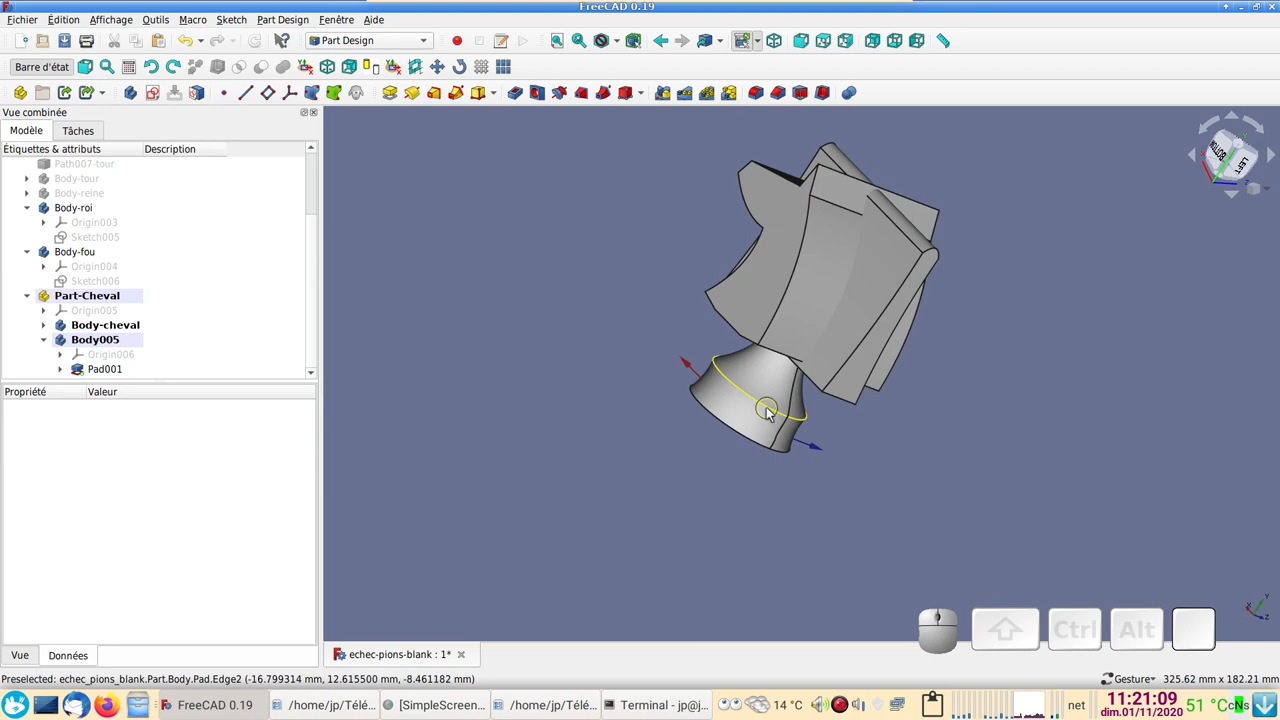 FreeCAD 0.19
Fichier Édition Affichage Outils Macro Sketch Part Design Fenêtre Aide
Part Design
Barre d'état
Vue combinée
Modèle Tâches
Étiquettes & attributs Description
Path007-tour
Body-tour
Body-reine
Body-roi
Origin003
Sketch005
Body-fou
Origin004
Sketch006
Part-Cheval
Origin005
Body-cheval
Body005
Origin006
Pad001
Propriété Valeur
BOTTOM LEFT
Ctrl Alt
Vue Données
echec-pions-blank : 1*
Preselected: echec_pions_blank.Part.Body.Pad.Edge2 (-16.799314 mm, 12.615500 mm, -8.461182 mm)
Gesture 325.62 mm x 182.21 mm
FreeCAD 0.19 /home/jp/Télé... [SimpleScreen... /home/jp/Télé... Terminal - jp@j... 14 °C net 11:21:09 dim.01/11/2020 51 °C